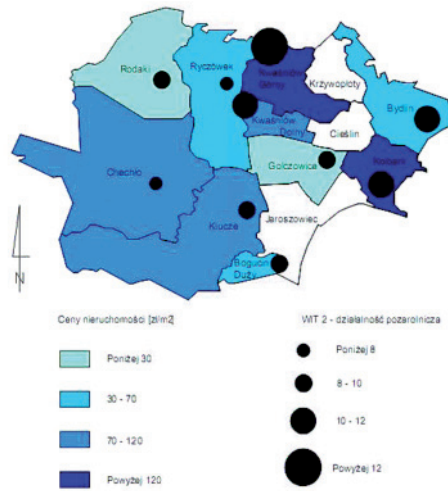 Rodaki
Ryczówek
Kwaśniów
Górny
Krzywopłoty
Bydlin
Kwaśniów
Dolny
Cieślin
Chechło
Golczowice
Kolbark
Klucze
Jaroszowiec
Bogucin
Duży
N
Ceny nieruchomości [zł/m2]
Poniżej 30
30 - 70
70 - 120
Powyżej 120
WIT 2 - działalność pozarolnicza
Poniżej 8
8 - 10
10 - 12
Powyżej 12